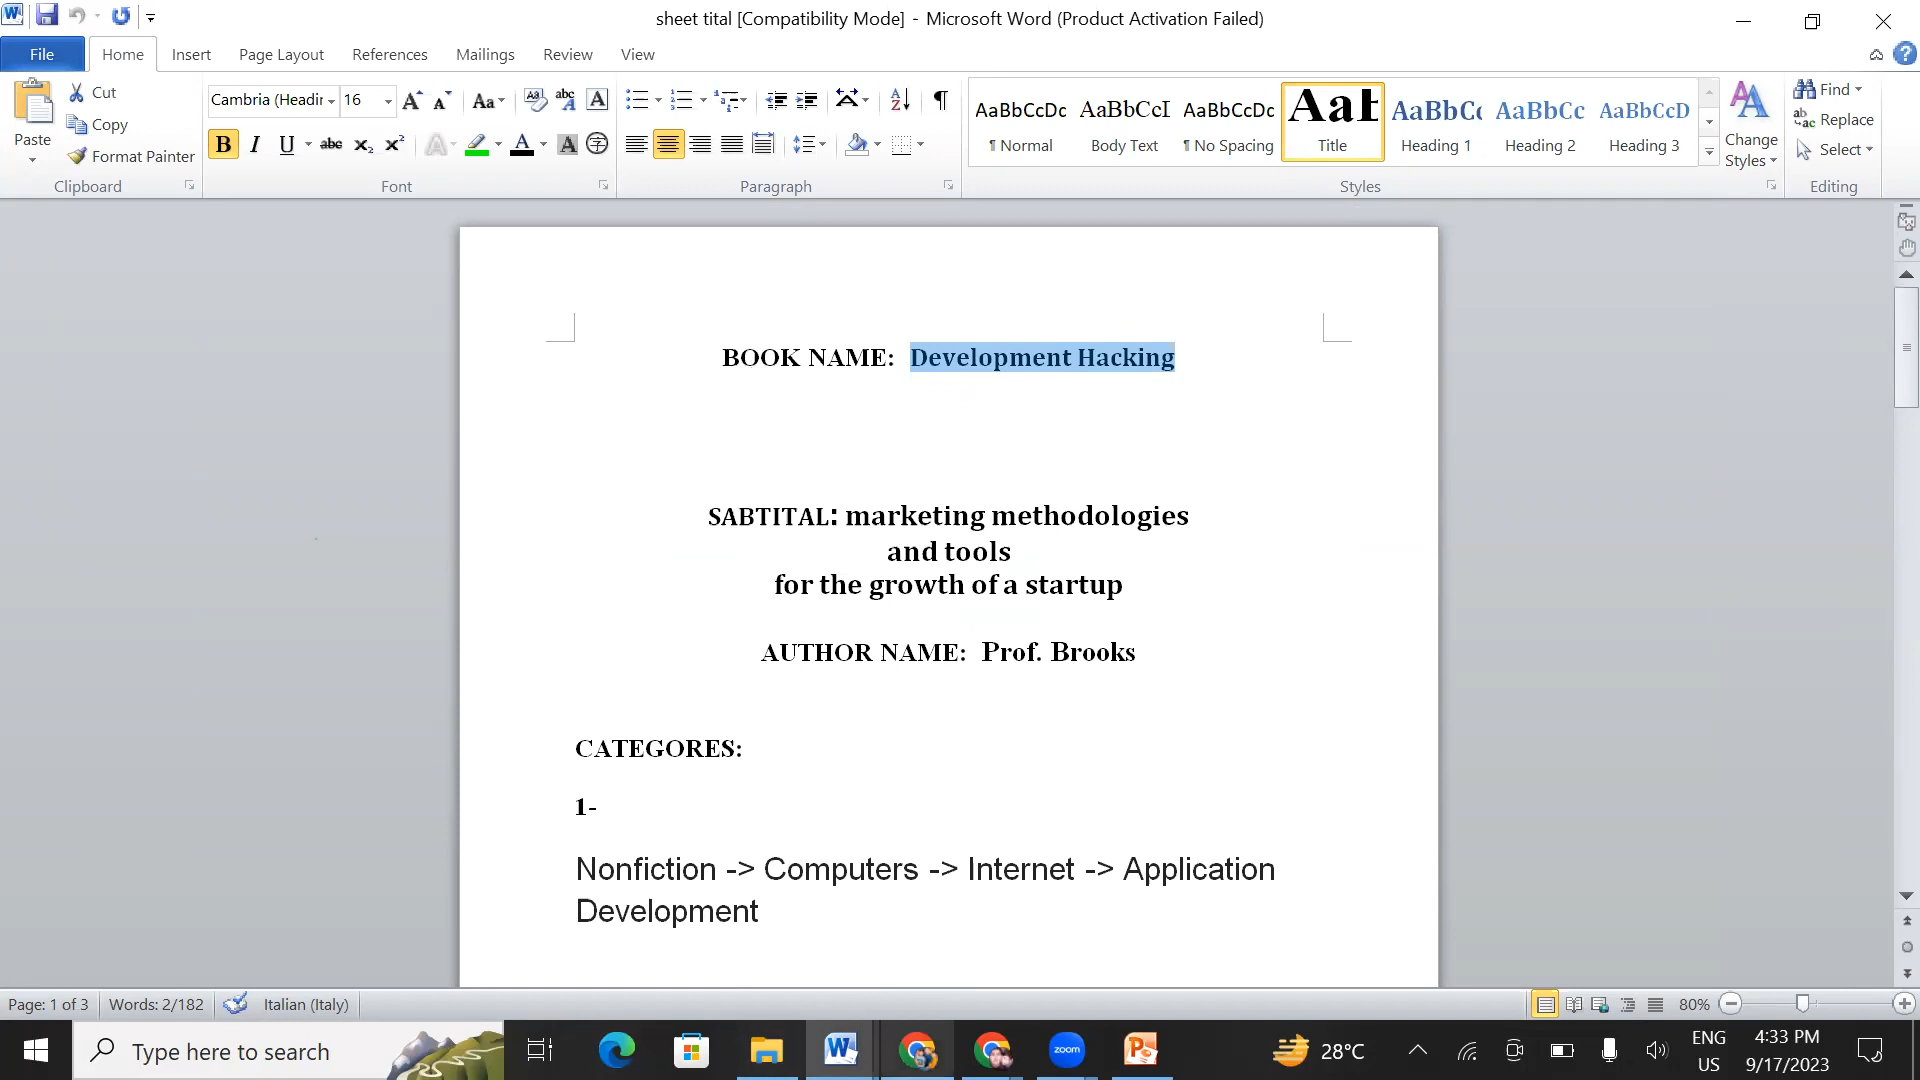 sheet tital [Compatibility Mode] - Microsoft Word (Product Activation Failed)
File Home Insert Page Layout References Mailings Review View
Paste
Cut
Copy
Format Painter
Clipboard
Cambria (Headir 16
Font
Paragraph
AaBbCcDc AaBbCcI AaBbCcDc AaB AaBbCc AaBbCc AaBbCcD
¶ Normal Body Text ¶ No Spacing Title Heading 1 Heading 2 Heading 3
Change
Styles
Styles
Find
Replace
Select
Editing
BOOK NAME: Development Hacking
SABTITAL: marketing methodologies
and tools
for the growth of a startup
AUTHOR NAME: Prof. Brooks
CATEGORES:
1-
Nonfiction -> Computers -> Internet -> Application
Development
Page: 1 of 3 Words: 2/182 Italian (Italy) 80%
Type here to search
zoom
28°C
ENG
US
4:33 PM
9/17/2023